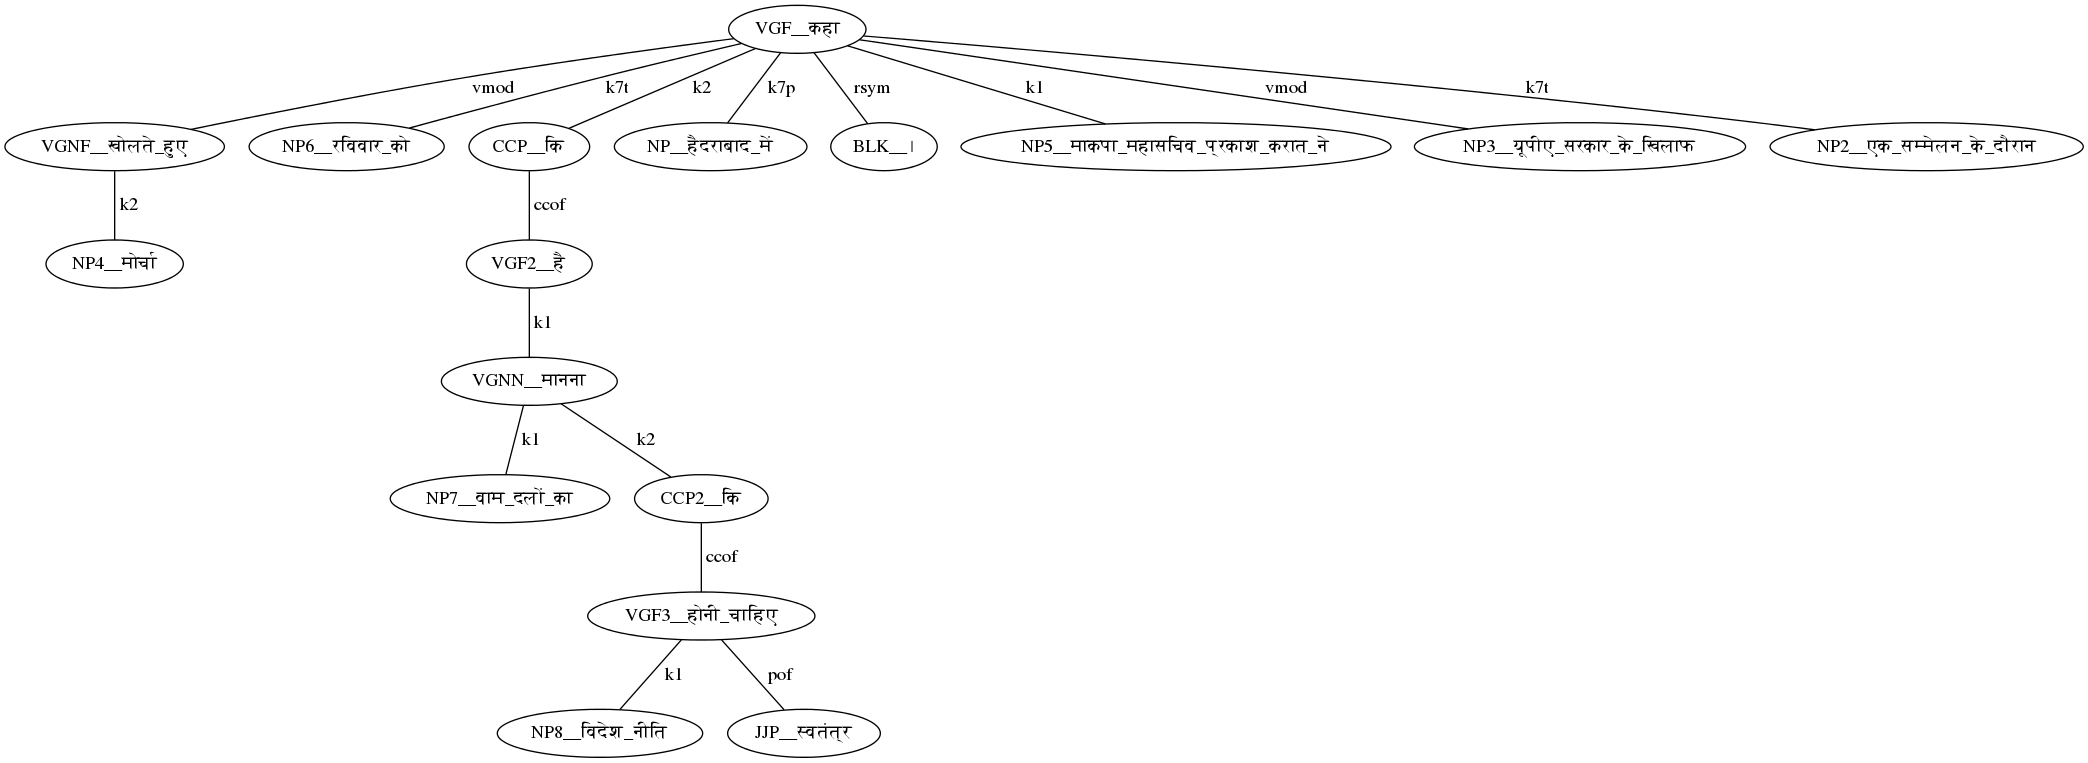 VGF__कहा
vmod k7t k2 k7p rsym k1 vmod k7t
VGNF__खोलते_हुए NP6__रविवार_को CCP__कि NP__हैदराबाद_में BLK__। NP5__माकपा_महासचिव_प्रकाश_करात_ने NP3__यूपीए_सरकार_के_खिलाफ NP2__एक_सम्मेलन_के_दौरान
k2 ccof
NP4__मोर्चा VGF2__है
k1
VGNN__मानना
k1 k2
NP7__वाम_दलों_का CCP2__कि
ccof
VGF3__होनी_चाहिए
k1 pof
NP8__विदेश_नीति JJP__स्वतंत्र